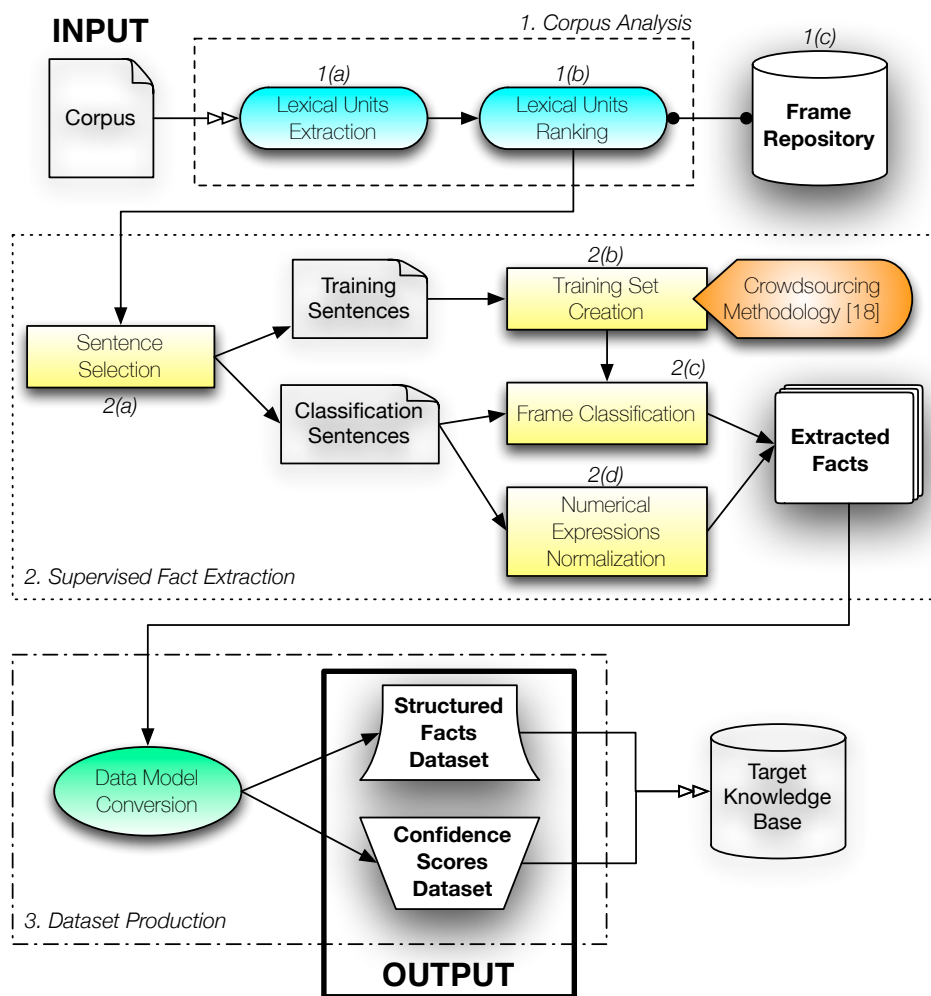 INPUT
1. Corpus Analysis
1(a)
1(b)
1(c)
Corpus
Lexical Units
Extraction
Lexical Units
Ranking
Frame
Repository
2(b)
Training
Sentences
Training Set
Creation
Crowdsourcing
Methodology [18]
Sentence
Selection
2(a)
2(c)
Classification
Sentences
Frame Classification
Extracted
Facts
2(d)
Numerical
Expressions
Normalization
2. Supervised Fact Extraction
Structured
Facts
Dataset
Data Model
Conversion
Target
Knowledge
Base
Confidence
Scores
Dataset
3. Dataset Production
OUTPUT